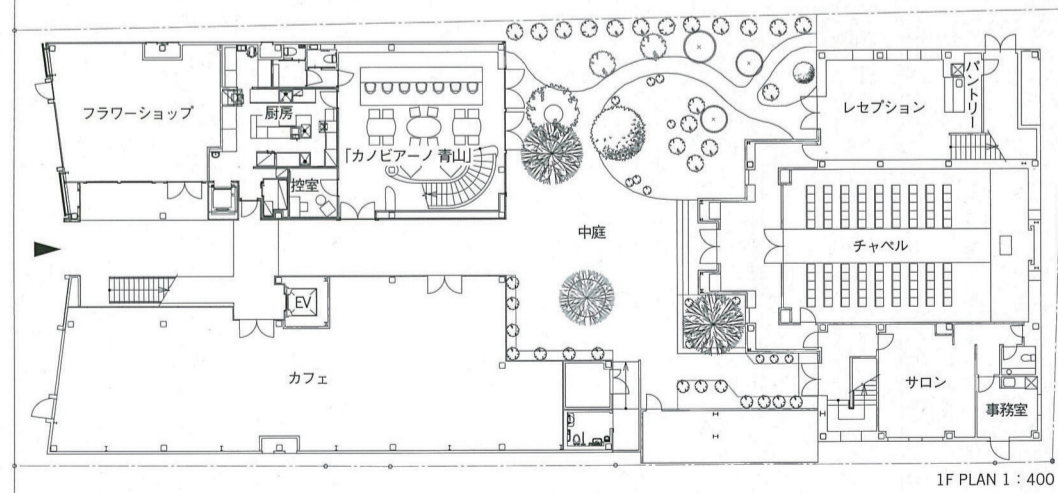 フラワーショップ
厨房
「カノビアーノ 青山」
控室
レセプション
パントリー
中庭
チャペル
EV
カフェ
サロン
事務室
1F PLAN 1：400